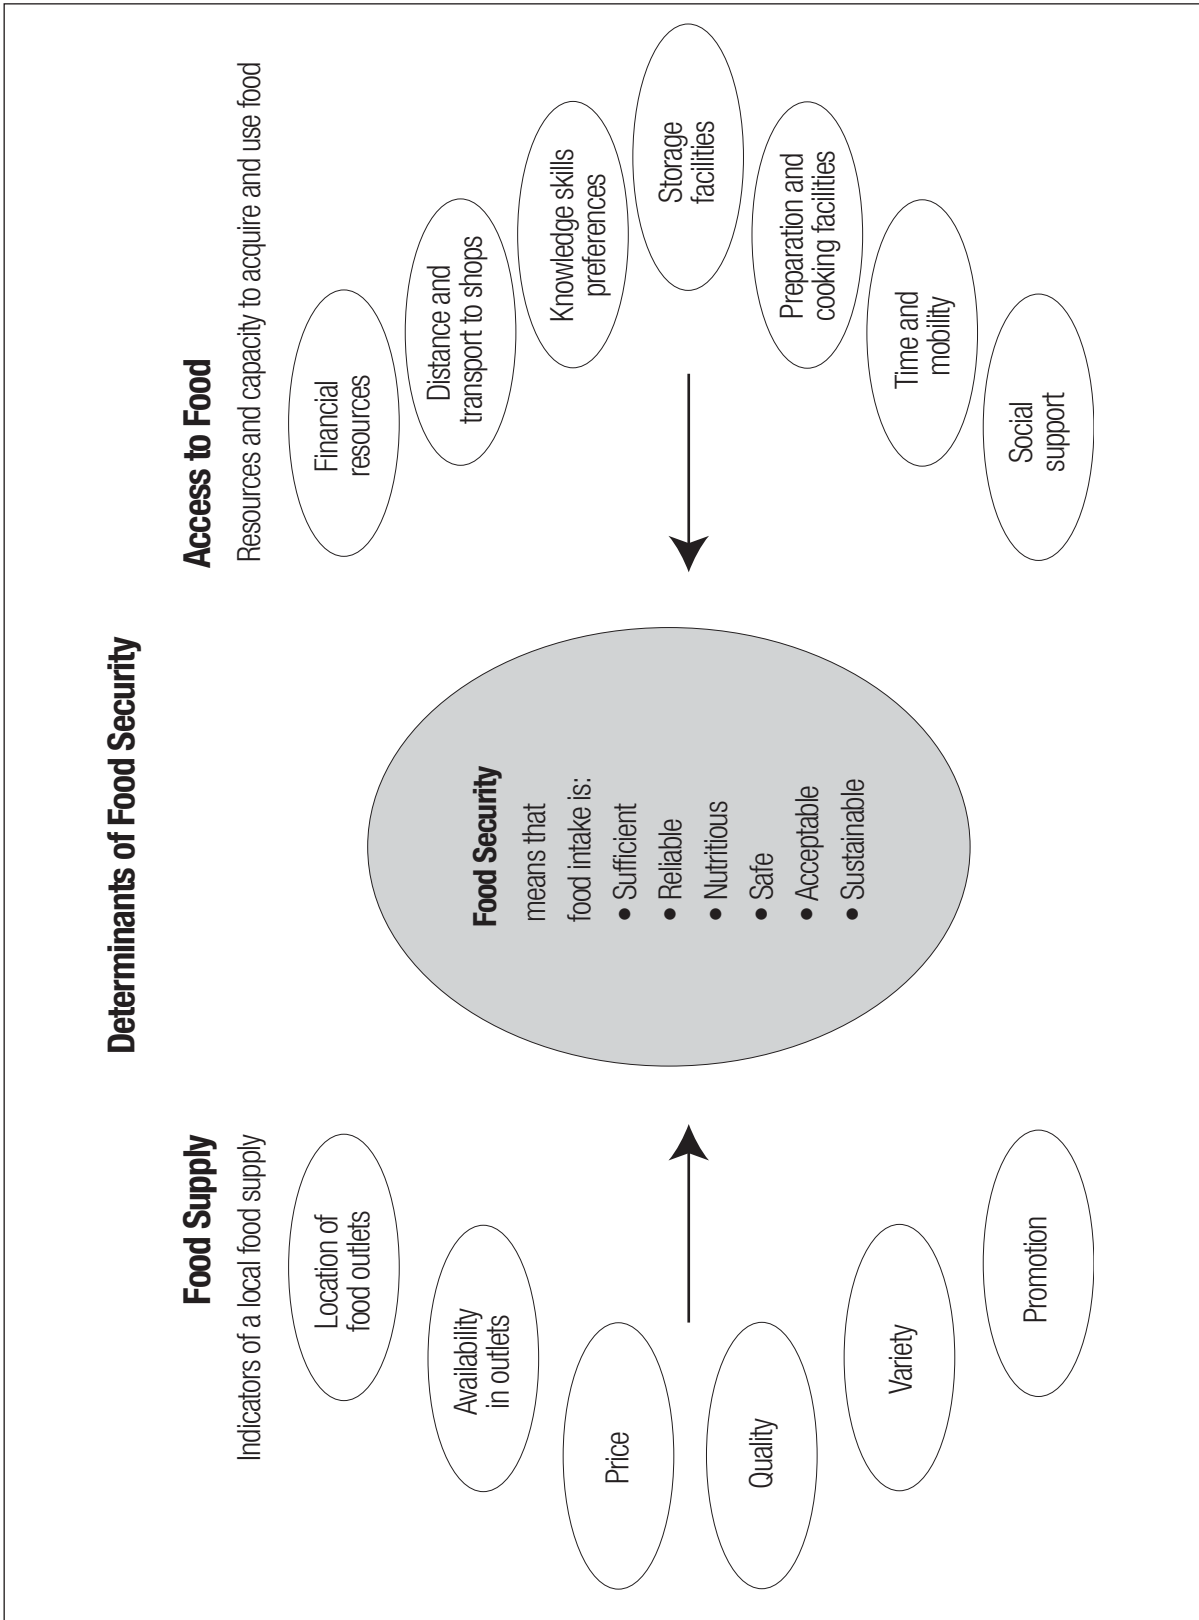 Determinants of Food Security
Food Supply
Indicators of a local food supply
Location of
food outlets
Availability
in outlets
Price
Quality
Variety
Promotion
Food Security
means that
food intake is:
• Sufficient
• Reliable
• Nutritious
• Safe
• Acceptable
• Sustainable
Access to Food
Resources and capacity to acquire and use food
Financial
resources
Distance and
transport to shops
Knowledge skills
preferences
Storage
facilities
Preparation and
cooking facilities
Time and
mobility
Social
support